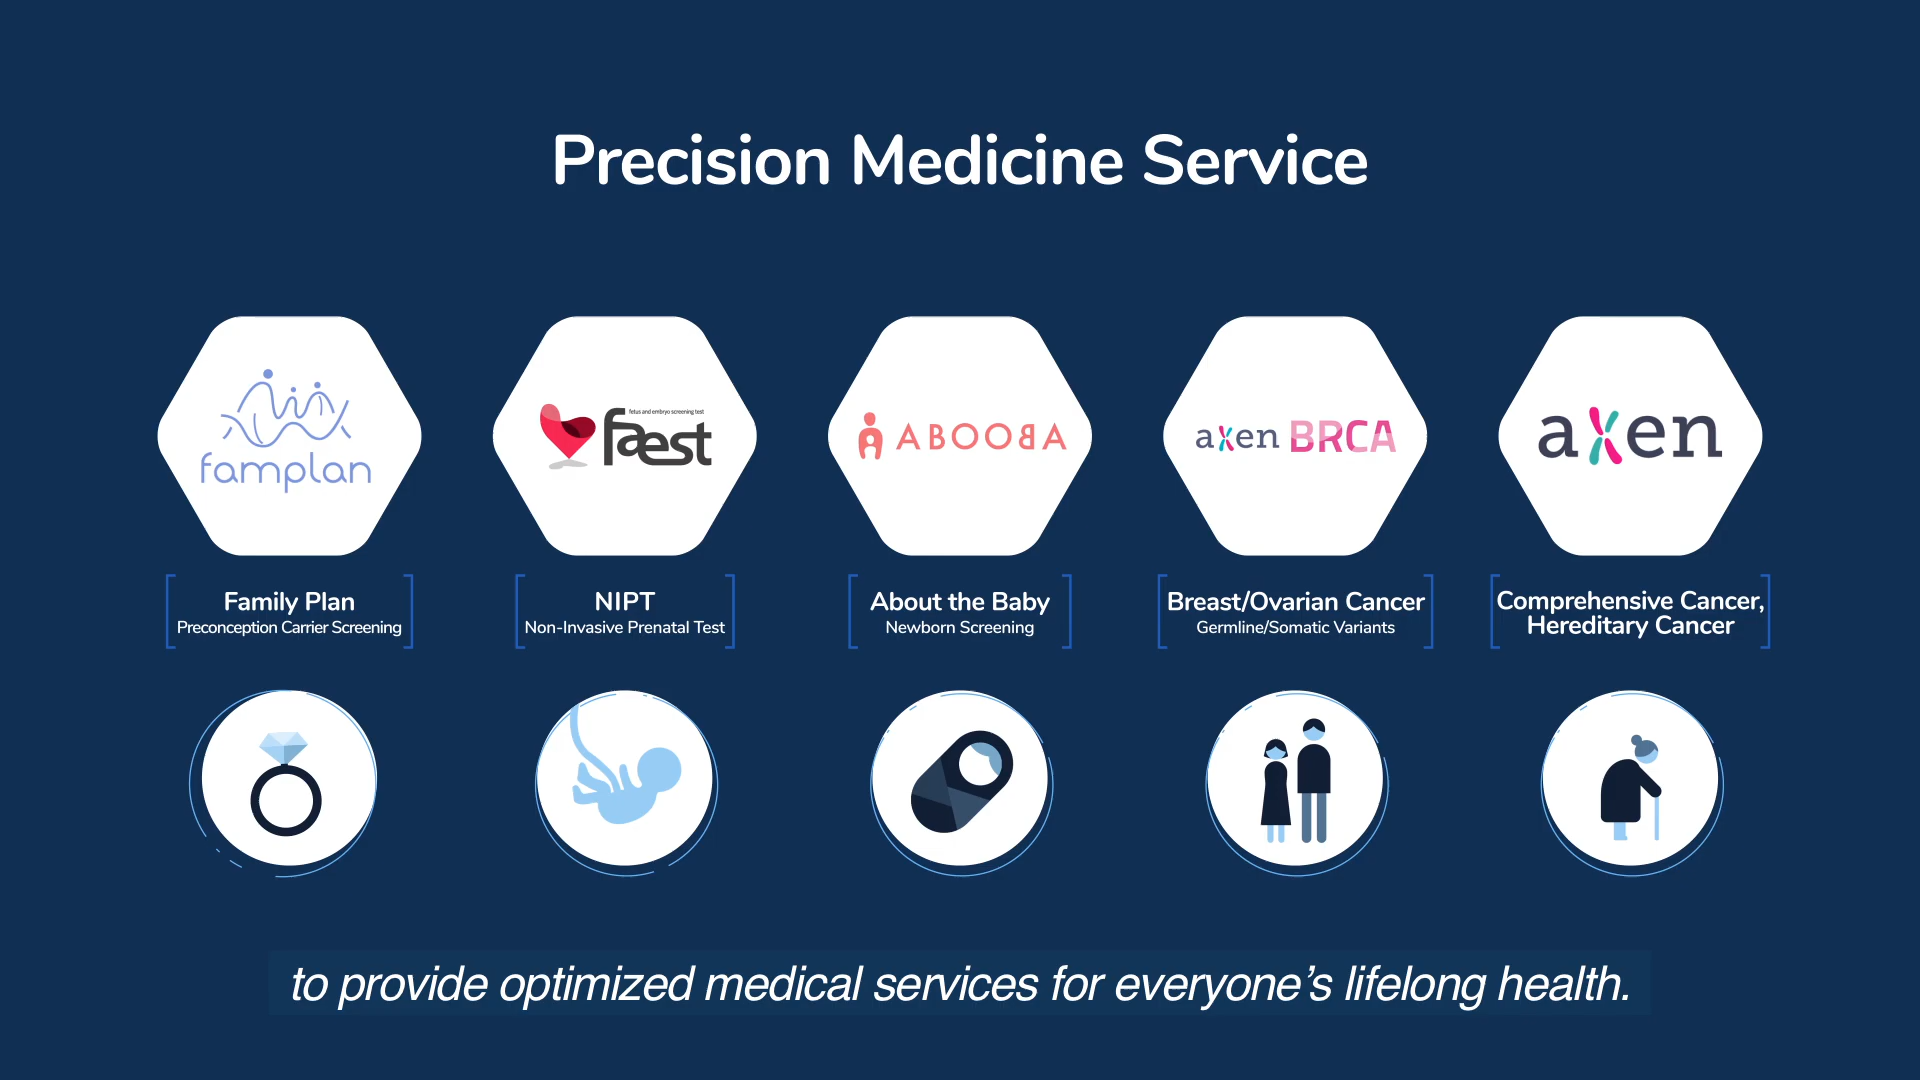 Precision Medicine Service
famplan
fetus and embryo screening test
faest
ABOOBA
axen BRCA
axen
Family Plan
Preconception Carrier Screening
NIPT
Non-Invasive Prenatal Test
About the Baby
Newborn Screening
Breast/Ovarian Cancer
Germline/Somatic Variants
Comprehensive Cancer,
Hereditary Cancer
to provide optimized medical services for everyone's lifelong health.